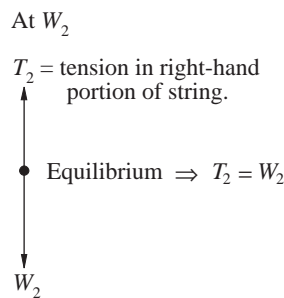 At W₂
T₂ = tension in right-hand
portion of string.
Equilibrium ⇒ T₂ = W₂
W₂